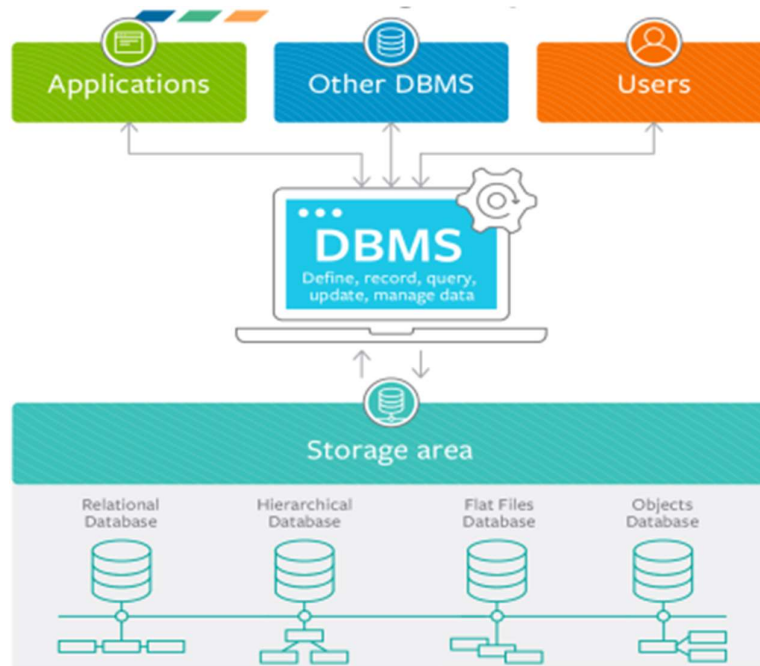 Applications
Other DBMS
Users
DBMS
Define, record, query,
update, manage data
Storage area
Relational
Database
Hierarchical
Database
Flat Files
Database
Objects
Database